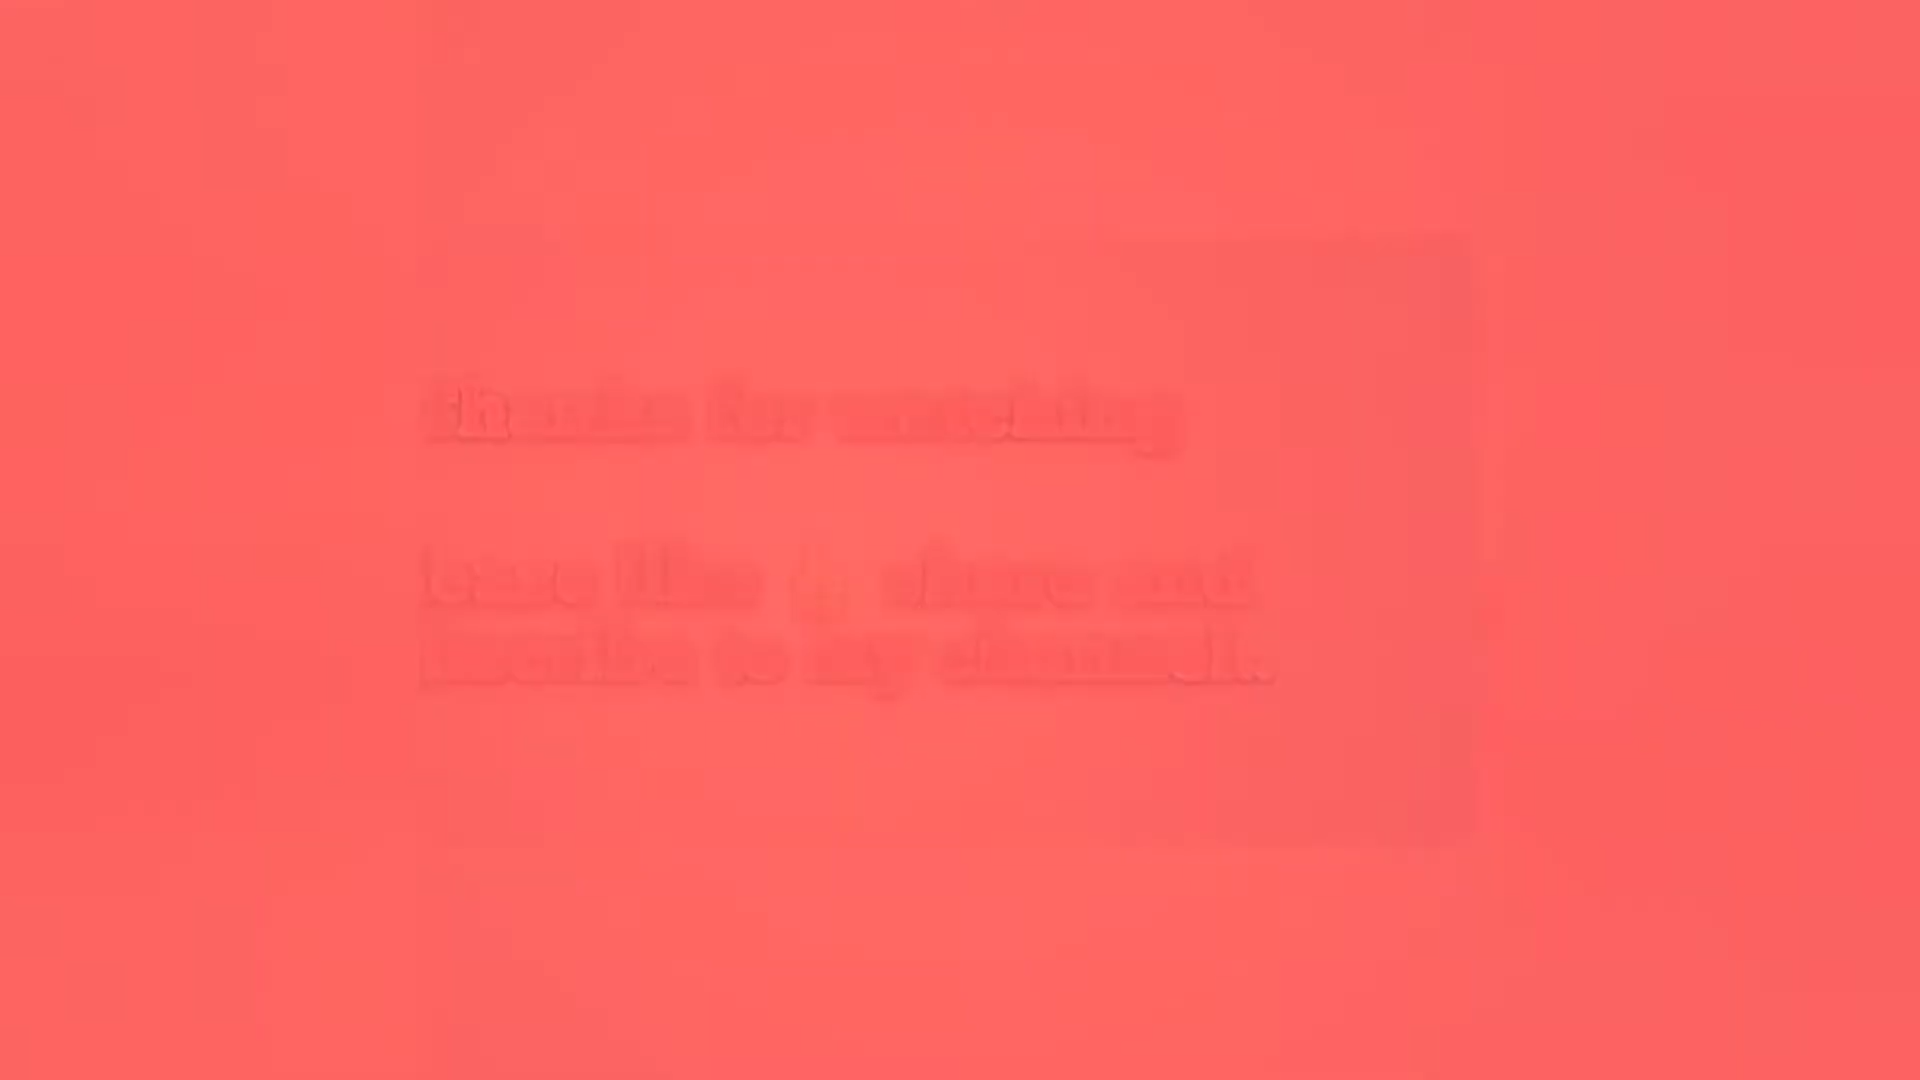 thanks for watching
like , share and
to my channel..